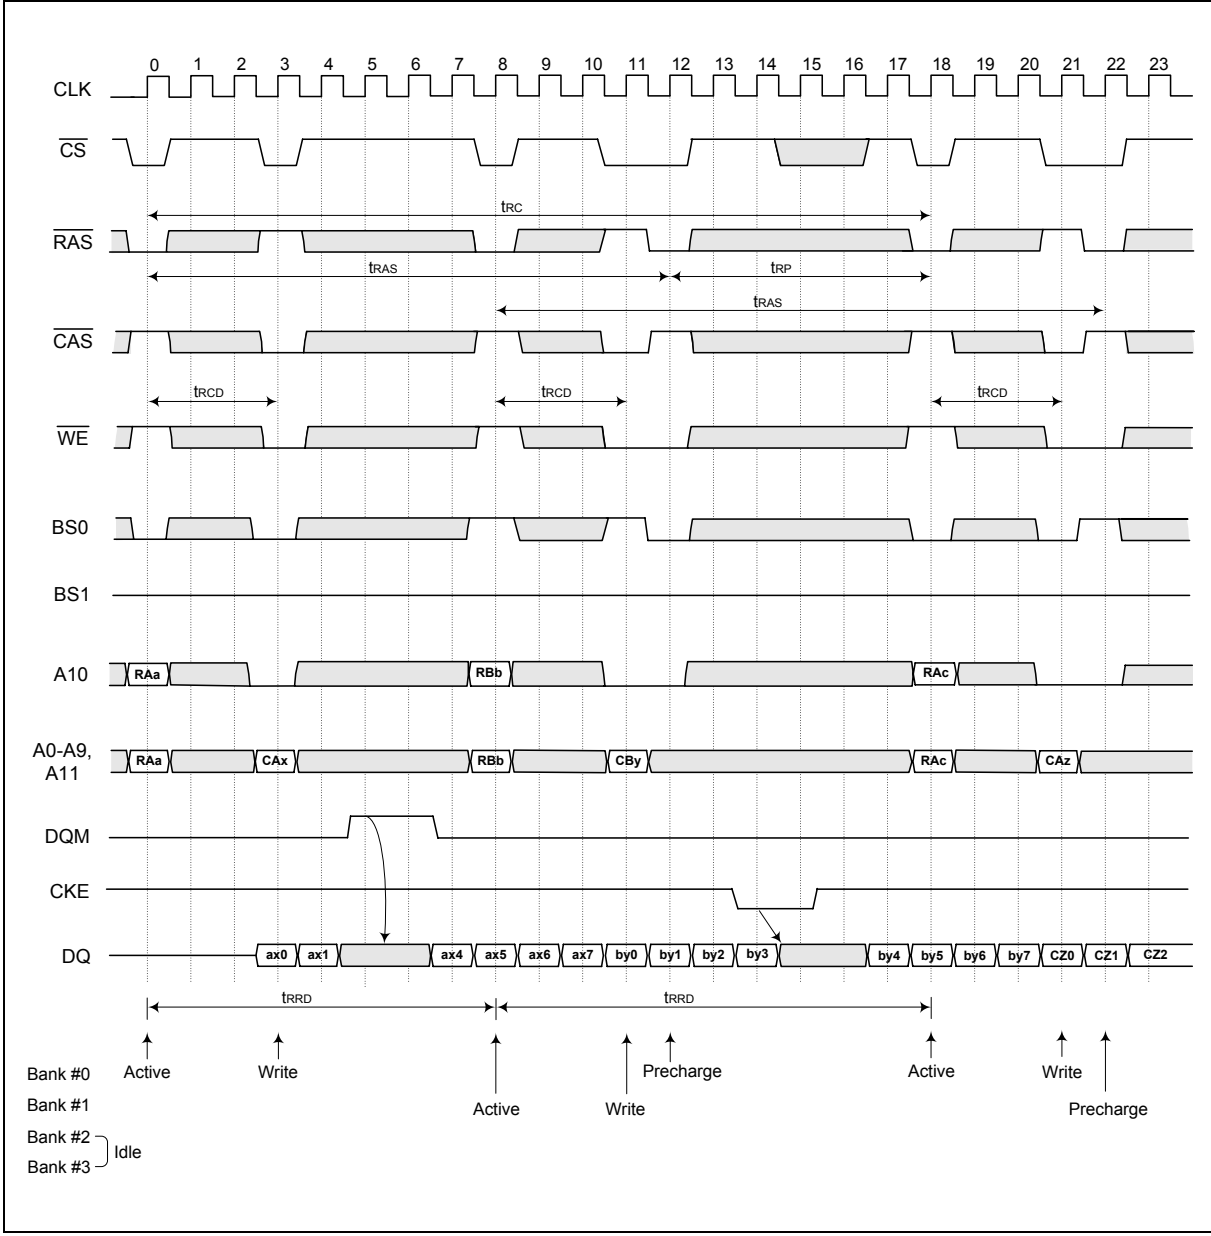 0 1 2 3 4 5 6 7 8 9 10 11 12 13 14 15 16 17 18 19 20 21 22 23
CLK
CS
tRC
RAS
tRAS tRP
tRAS
CAS
tRCD tRCD tRCD
WE
BS0
BS1
A10 RAa RBb RAc
A0-A9,
A11
RAa CAx RBb CBy RAc CAz
DQM
CKE
DQ ax0 ax1 ax4 ax5 ax6 ax7 by0 by1 by2 by3 by4 by5 by6 by7 CZ0 CZ1 CZ2
tRRD tRRD
Bank #0 Active Write Precharge Active Write
Bank #1 Active Write Precharge
Bank #2
Idle
Bank #3